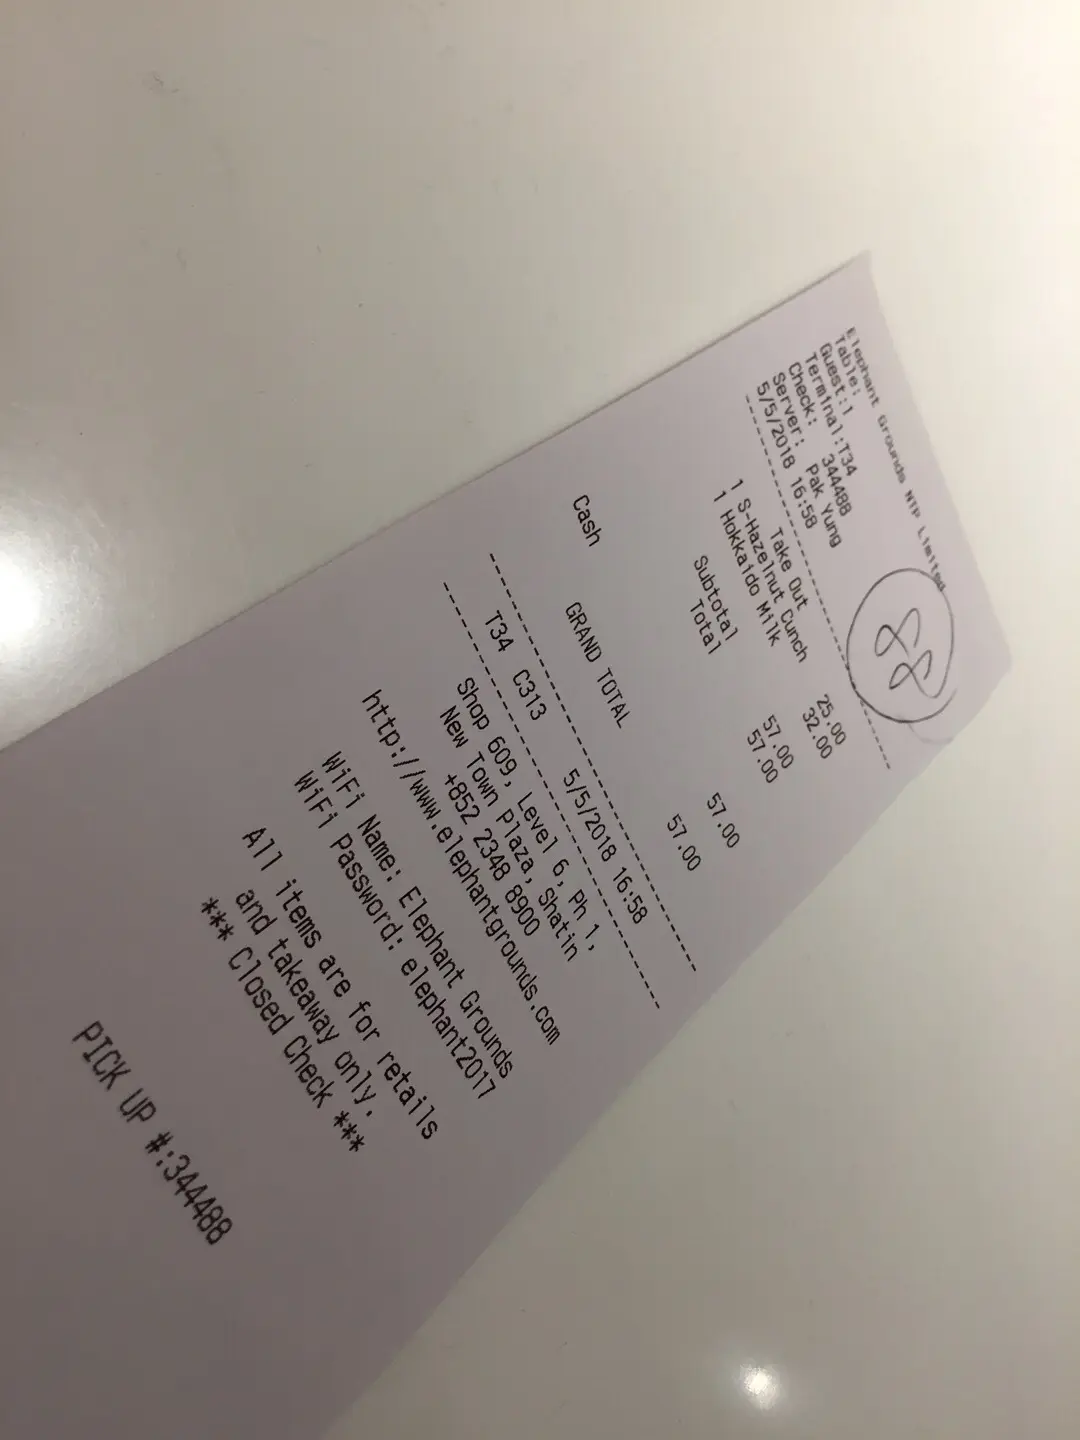 Elephant Grounds NTP Limited
Table:
Guest:1
Terminal:T34
Check: 344488
Server: Pak Yung
5/5/2018 16:58
88
Take Out
1 S-Hazelnut Cunch 25.00
1 Hokkaido Milk 32.00
Subtotal 57.00
Total 57.00
Cash 57.00
GRAND TOTAL 57.00
T34 C313 5/5/2018 16:58
Shop 609, Level 6, Ph 1,
New Town Plaza, Shatin
+852 2348 8900
http://www.elephantgrounds.com
WiFi Name: Elephant Grounds
WiFi Password: elephant2017
All items are for retails
and takeaway only.
*** Closed Check ***
PICK UP #:344488